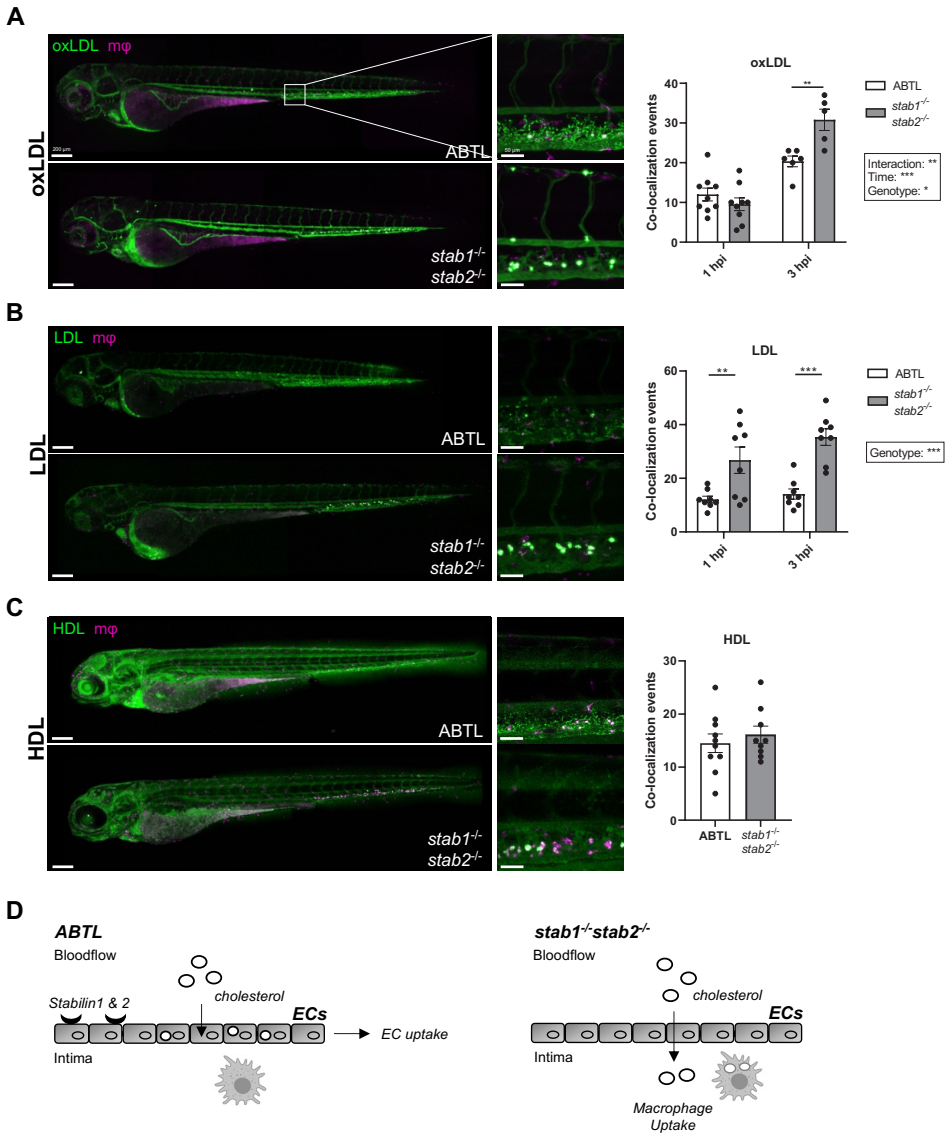 A
oxLDL mφ
oxLDL
200 µm
ABTL
50 µm
stab1-/-
stab2-/-
oxLDL
Co-localization events
40
30
20
10
0
**
1 hpi
3 hpi
ABTL
stab1-/-
stab2-/-
Interaction: **
Time: ***
Genotype: *
B
LDL mφ
LDL
ABTL
stab1-/-
stab2-/-
LDL
Co-localization events
60
40
20
0
**
***
1 hpi
3 hpi
ABTL
stab1-/-
stab2-/-
Genotype: ***
C
HDL mφ
HDL
ABTL
stab1-/-
stab2-/-
HDL
Co-localization events
30
20
10
0
ABTL
stab1-/-
stab2-/-
D
ABTL
Bloodflow
Stabilin1 & 2
cholesterol
ECs
EC uptake
Intima
stab1-/-stab2-/-
Bloodflow
cholesterol
ECs
Intima
Macrophage
Uptake